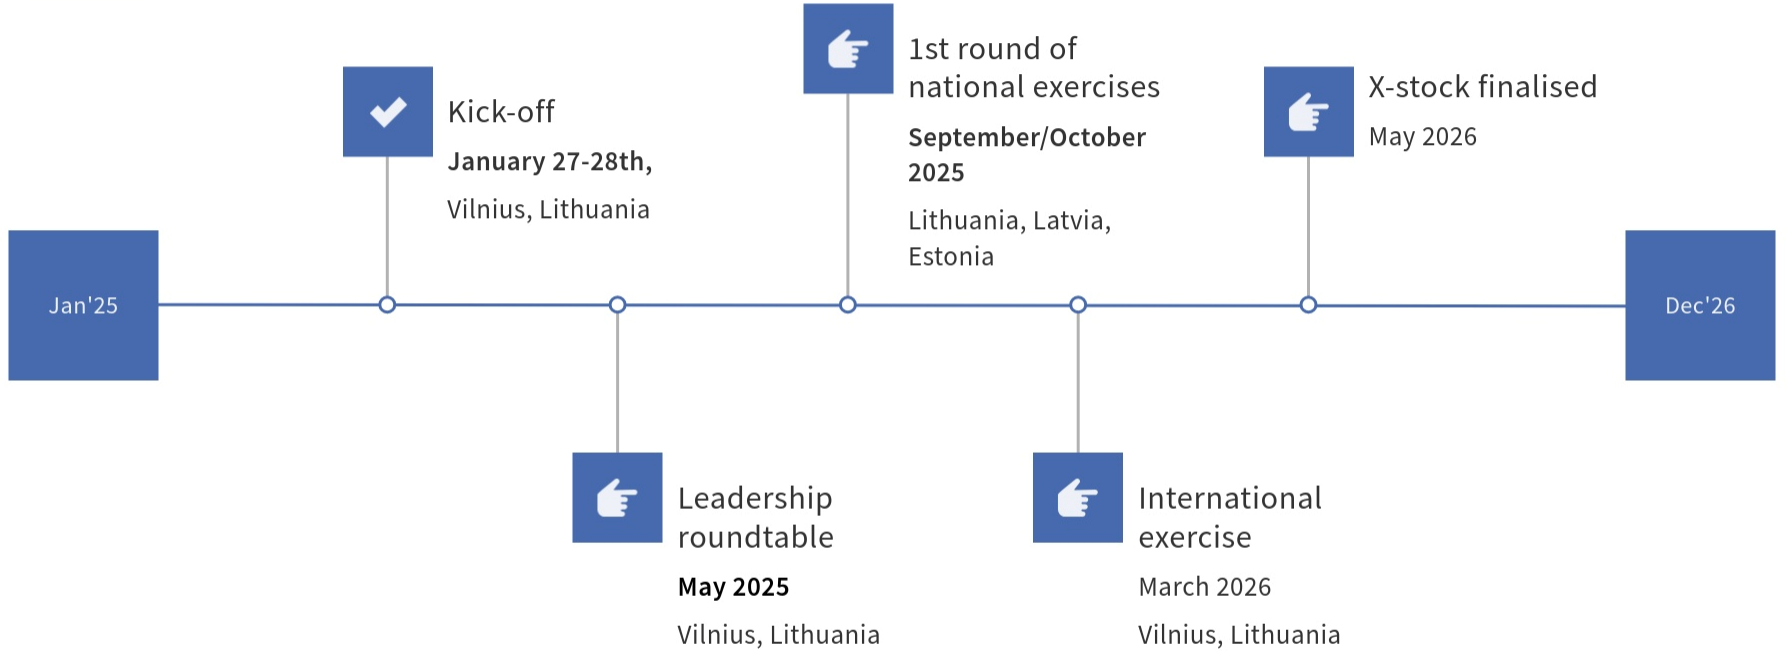 Jan'25
Kick-off
January 27-28th,
Vilnius, Lithuania
Leadership
roundtable
May 2025
Vilnius, Lithuania
1st round of
national exercises
September/October
2025
Lithuania, Latvia,
Estonia
International
exercise
March 2026
Vilnius, Lithuania
X-stock finalised
May 2026
Dec'26